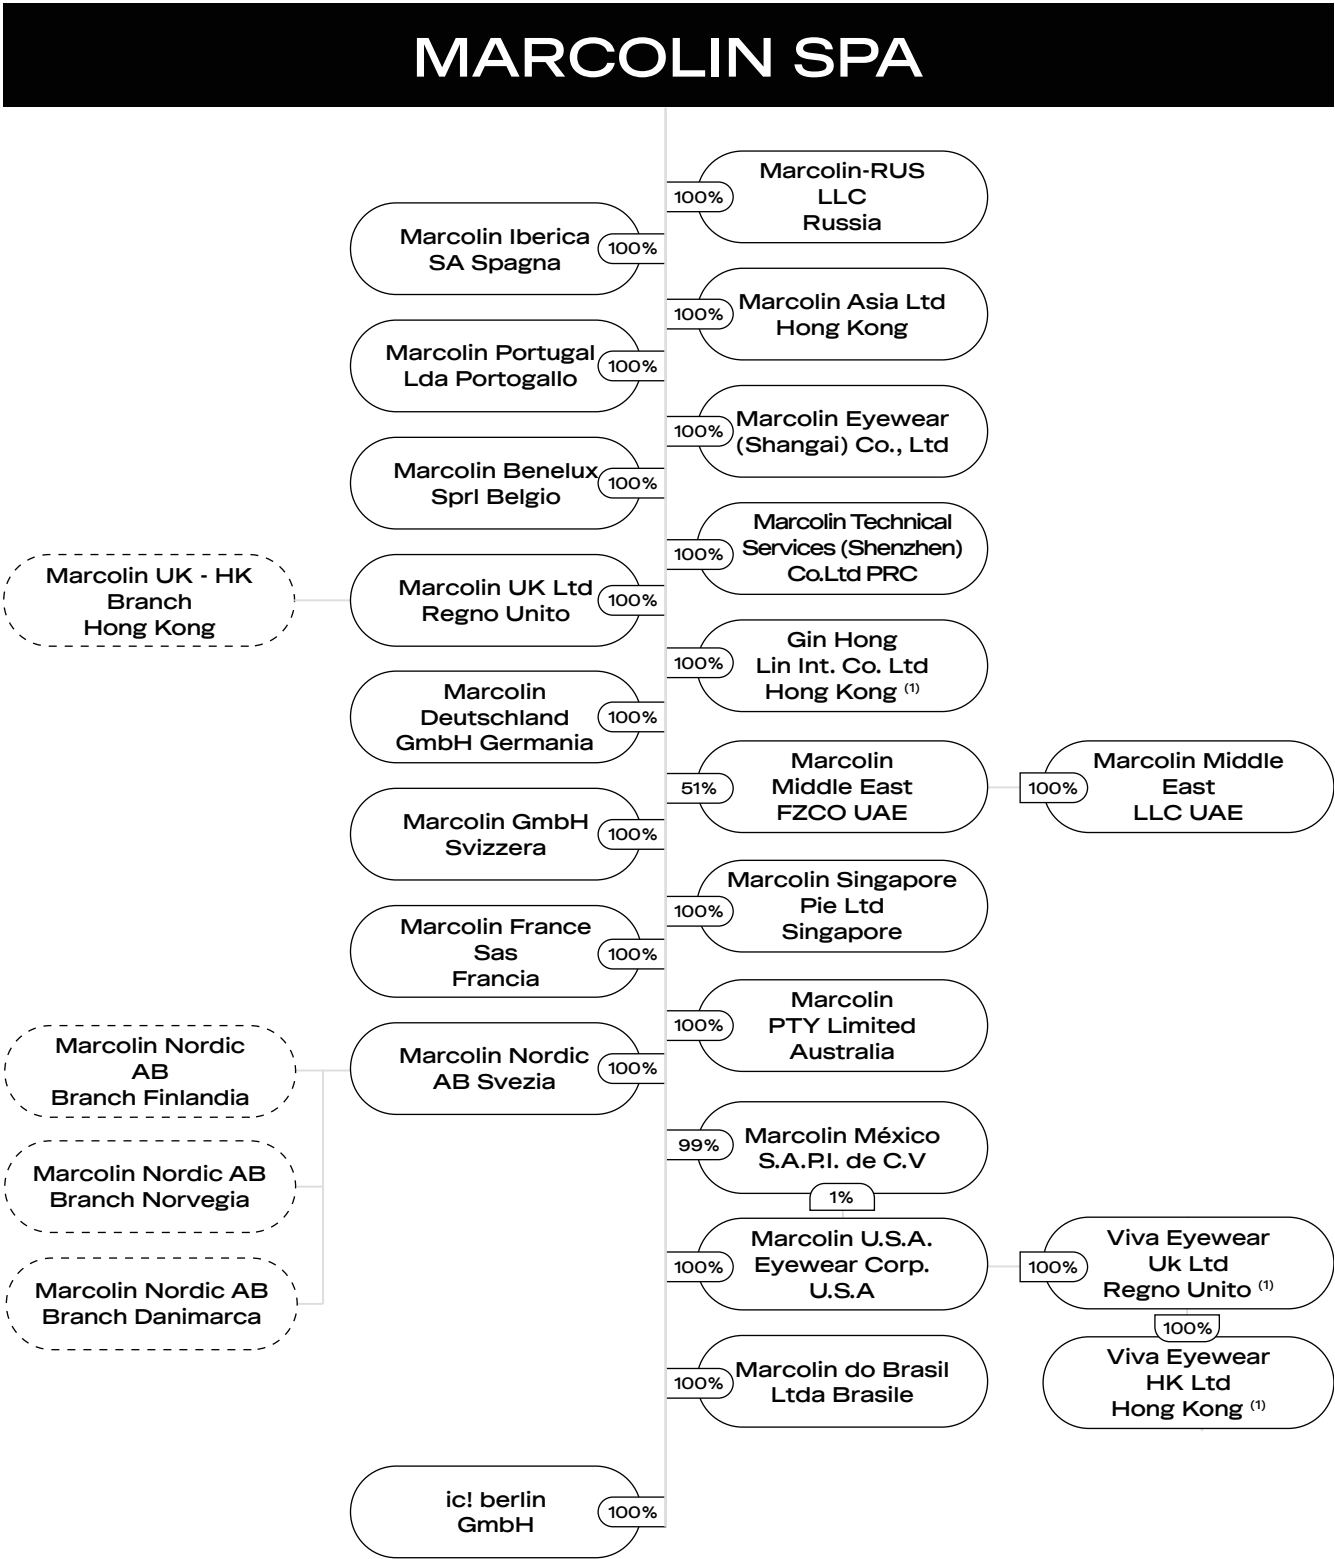 MARCOLIN SPA
Marcolin-RUS
LLC
Russia
100%
Marcolin Iberica
SA Spagna
100%
Marcolin Asia Ltd
Hong Kong
100%
Marcolin Portugal
Lda Portogallo
100%
Marcolin Eyewear
(Shangai) Co., Ltd
100%
Marcolin Benelux
Sprl Belgio
100%
Marcolin Technical
Services (Shenzhen)
Co.Ltd PRC
100%
Marcolin UK - HK
Branch
Hong Kong
Marcolin UK Ltd
Regno Unito
100%
Gin Hong
Lin Int. Co. Ltd
Hong Kong (1)
100%
Marcolin
Deutschland
GmbH Germania
100%
Marcolin
Middle East
FZCO UAE
51%
Marcolin Middle
East
LLC UAE
100%
Marcolin GmbH
Svizzera
100%
Marcolin Singapore
Pie Ltd
Singapore
100%
Marcolin France
Sas
Francia
100%
Marcolin
PTY Limited
Australia
100%
Marcolin Nordic
AB
Branch Finlandia
Marcolin Nordic
AB Svezia
100%
Marcolin México
S.A.P.I. de C.V
99%
1%
Marcolin Nordic AB
Branch Norvegia
Marcolin U.S.A.
Eyewear Corp.
U.S.A
100%
Viva Eyewear
Uk Ltd
Regno Unito (1)
100%
Marcolin Nordic AB
Branch Danimarca
100%
Viva Eyewear
HK Ltd
Hong Kong (1)
Marcolin do Brasil
Ltda Brasile
100%
ic! berlin
GmbH
100%